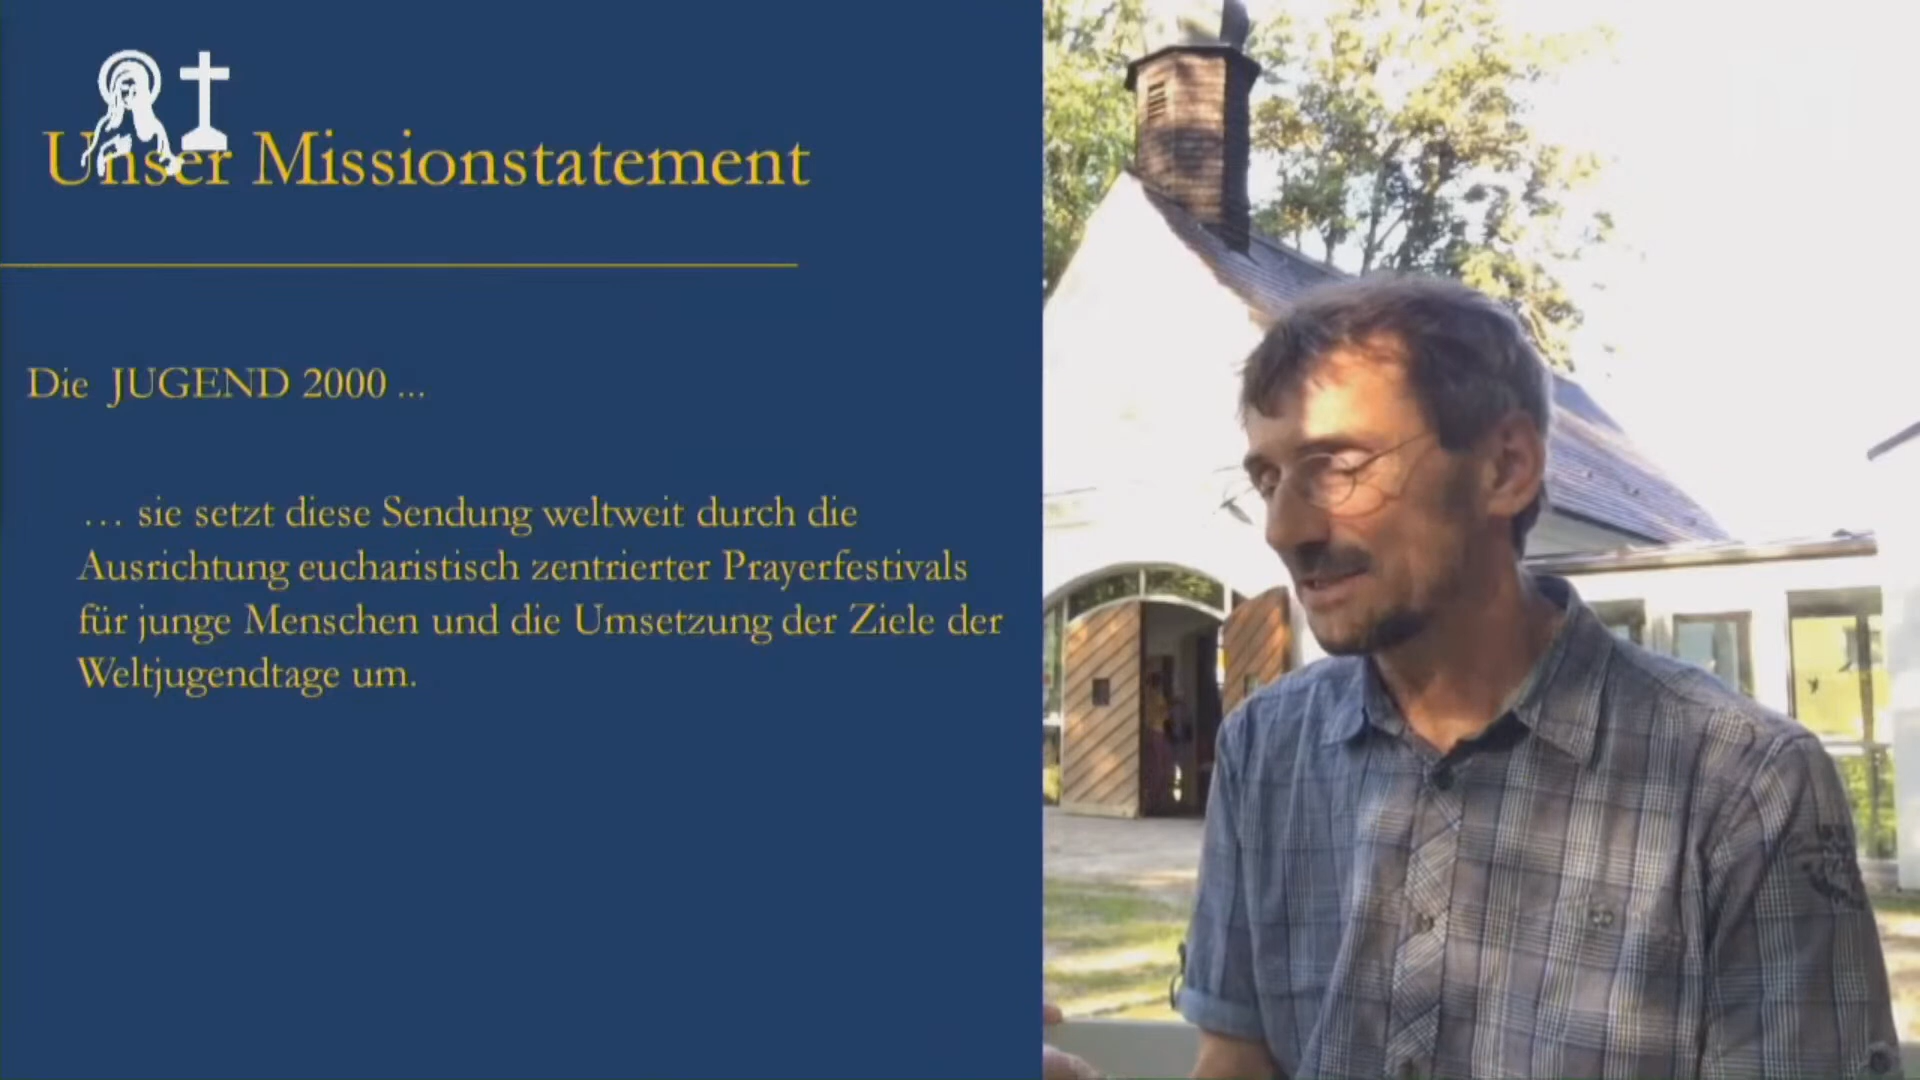 Unser Missionstatement
Die JUGEND 2000 ...
… sie setzt diese Sendung weltweit durch die
Ausrichtung eucharistisch zentrierter Prayerfestivals
für junge Menschen und die Umsetzung der Ziele der
Weltjugendtage um.